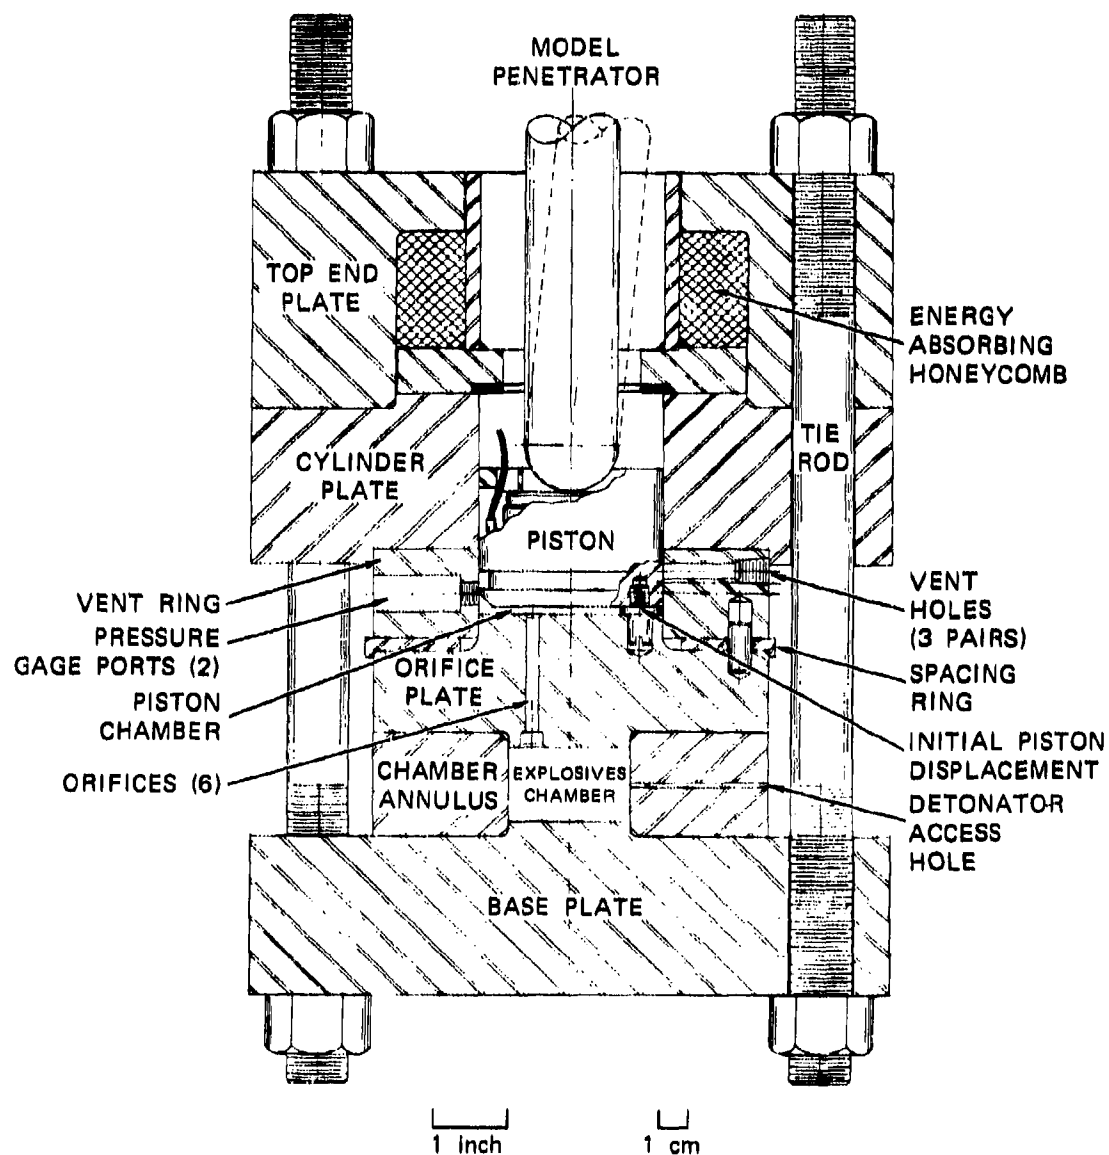 MODEL
PENETRATOR
TOP END
PLATE
ENERGY
ABSORBING
HONEYCOMB
CYLINDER
PLATE
TIE
ROD
PISTON
VENT RING
PRESSURE
GAGE PORTS (2)
PISTON
CHAMBER
ORIFICES (6)
VENT
HOLES
(3 PAIRS)
SPACING
RING
INITIAL PISTON
DISPLACEMENT
DETONATOR
ACCESS
HOLE
ORIFICE
PLATE
CHAMBER
ANNULUS
EXPLOSIVES
CHAMBER
BASE PLATE
1 inch
1 cm